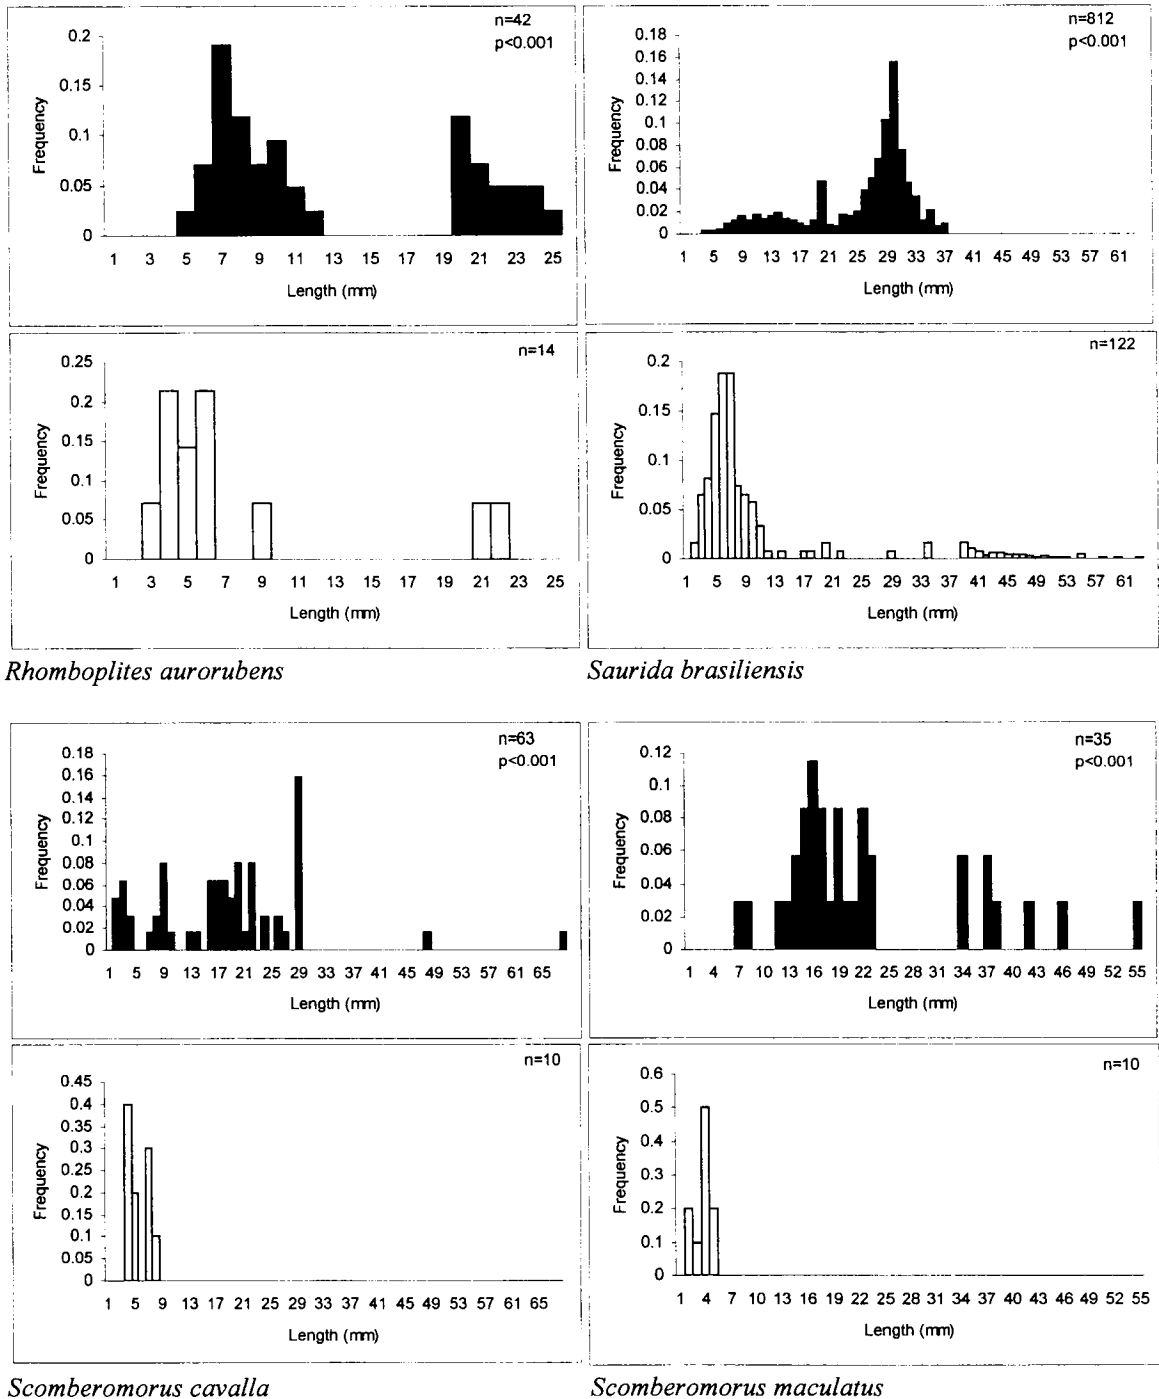 n=42
p<0.001
0.2
0.15
0.1
0.05
0
Frequency
1 3 5 7 9 11 13 15 17 19 21 23 25
Length (mm)
n=812
p<0.001
0.18
0.16
0.14
0.12
0.1
0.08
0.06
0.04
0.02
0
Frequency
1 5 9 13 17 21 25 29 33 37 41 45 49 53 57 61
Length (mm)
n=14
0.25
0.2
0.15
0.1
0.05
0
Frequency
1 3 5 7 9 11 13 15 17 19 21 23 25
Length (mm)
n=122
0.2
0.15
0.1
0.05
0
Frequency
1 5 9 13 17 21 25 29 33 37 41 45 49 53 57 61
Length (mm)
Rhomboplites aurorubens
Saurida brasiliensis
n=63
p<0.001
0.18
0.16
0.14
0.12
0.1
0.08
0.06
0.04
0.02
0
Frequency
1 5 9 13 17 21 25 29 33 37 41 45 49 53 57 61 65
Length (mm)
n=35
p<0.001
0.12
0.1
0.08
0.06
0.04
0.02
0
Frequency
1 4 7 10 13 16 19 22 25 28 31 34 37 40 43 46 49 52 55
Length (mm)
n=10
0.45
0.4
0.35
0.3
0.25
0.2
0.15
0.1
0.05
0
Frequency
1 5 9 13 17 21 25 29 33 37 41 45 49 53 57 61 65
Length (mm)
n=10
0.6
0.5
0.4
0.3
0.2
0.1
0
Frequency
1 4 7 10 13 16 19 22 25 28 31 34 37 40 43 46 49 52 55
Length (mm)
Scomberomorus cavalla
Scomberomorus maculatus